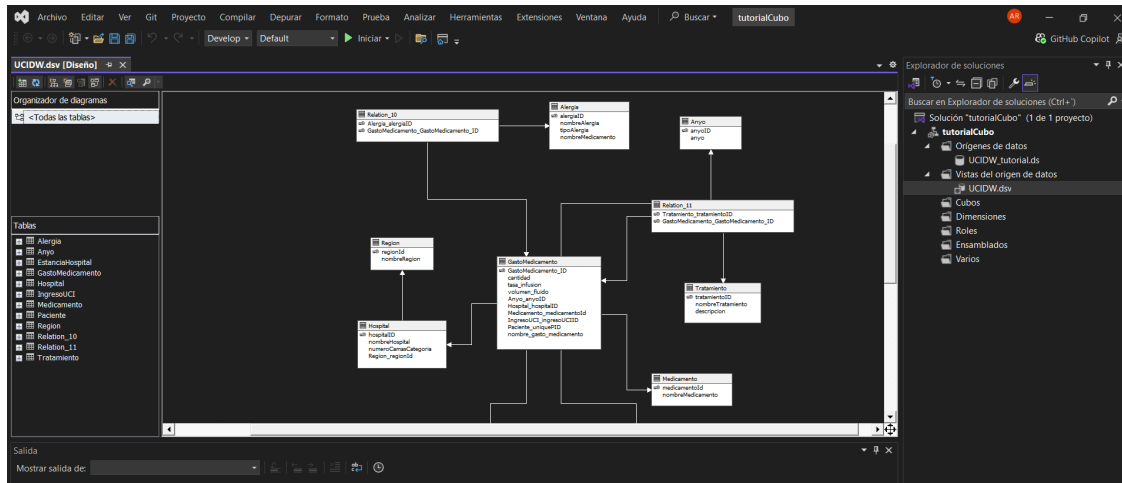 Archivo Editar Ver Git Proyecto Compilar Depurar Formato Prueba Analizar Herramientas Extensiones Ventana Ayuda Buscar tutorialCubo AR
Develop Default Iniciar GitHub Copilot
UCIDW.dsv [Diseño]
Organizador de diagramas
<Todas las tablas>
Tablas
Alergia
Anyo
EstanciaHospital
GastoMedicamento
Hospital
IngresoUCI
Medicamento
Paciente
Region
Relation_10
Relation_11
Tratamiento
Relation_10
Alergia_alergiaID
GastoMedicamento_GastoMedicamento_ID
Alergia
alergiaID
nombreAlergia
tipoAlergia
nombreMedicamento
Anyo
anyoID
anyo
Relation_11
Tratamiento_tratamientoID
GastoMedicamento_GastoMedicamento_ID
Region
regionId
nombreRegion
GastoMedicamento
GastoMedicamento_ID
cantidad
tasa_infusion
volumen_fluido
Anyo_anyoID
Hospital_hospitalID
Medicamento_medicamentoId
IngresoUCI_ingresoUCIID
Paciente_uniquePID
nombre_gasto_medicamento
Tratamiento
tratamientoID
nombreTratamiento
descripcion
Hospital
hospitalID
nombreHospital
numeroCamasCategoria
Region_regionId
Medicamento
medicamentoId
nombreMedicamento
Explorador de soluciones
Buscar en Explorador de soluciones (Ctrl+¨)
Solución "tutorialCubo" (1 de 1 proyecto)
tutorialCubo
Orígenes de datos
UCIDW_tutorial.ds
Vistas del origen de datos
UCIDW.dsv
Cubos
Dimensiones
Roles
Ensamblados
Varios
Salida
Mostrar salida de: